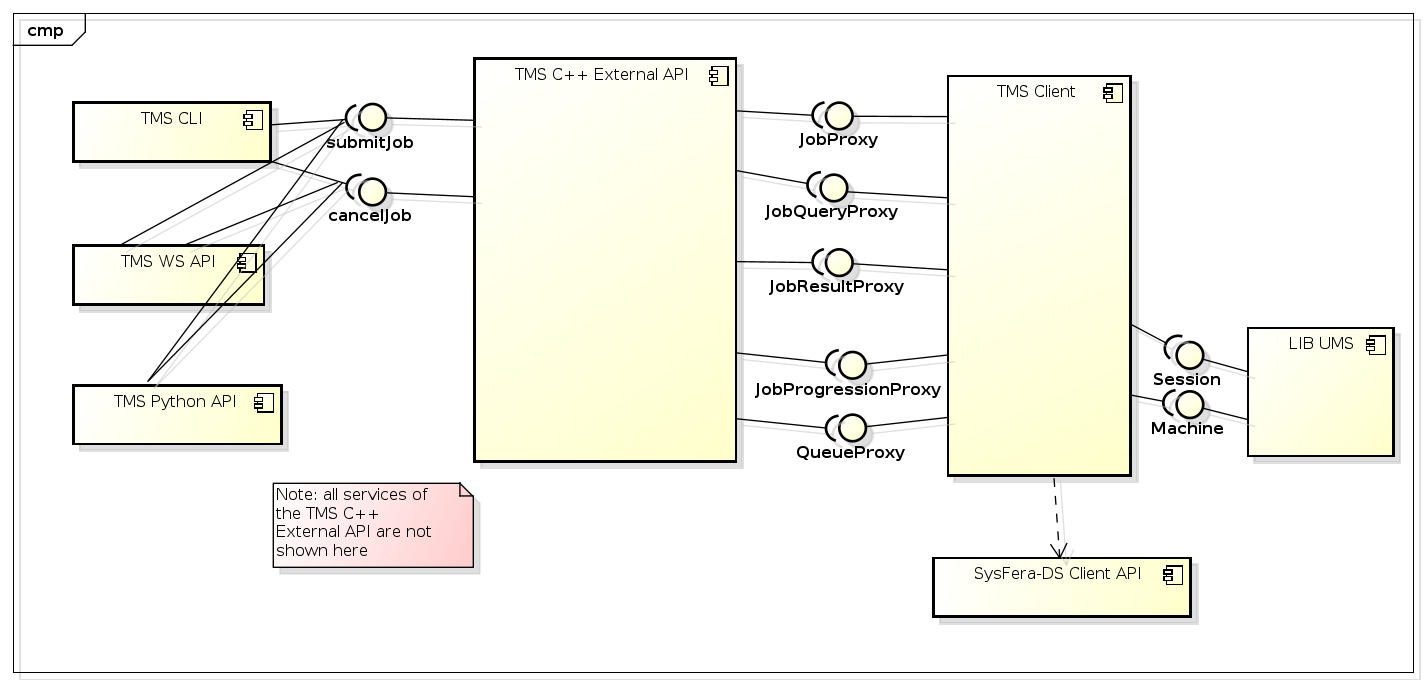 cmp
TMS C++ External API
TMS Client
TMS CLI
submitJob
JobProxy
cancelJob
JobQueryProxy
TMS WS API
JobResultProxy
LIB UMS
Session
JobProgressionProxy
TMS Python API
Machine
QueueProxy
Note: all services of
the TMS C++
External API are not
shown here
SysFera-DS Client API